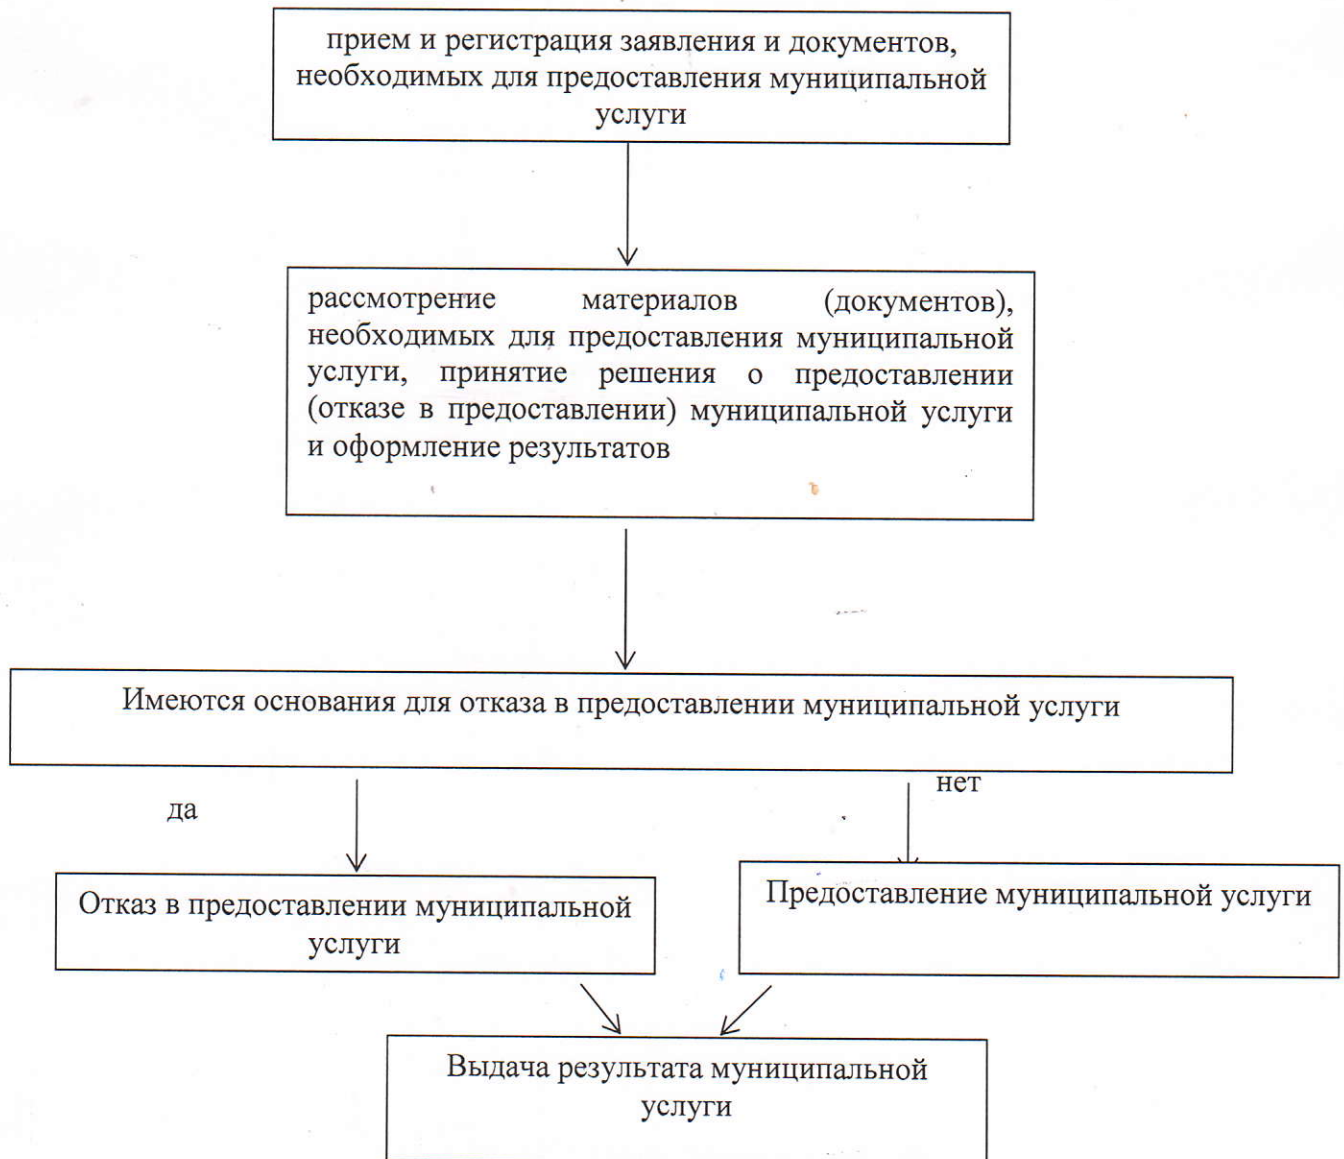 прием и регистрация заявления и документов,
необходимых для предоставления муниципальной
услуги
рассмотрение материалов (документов),
необходимых для предоставления муниципальной
услуги, принятие решения о предоставлении
(отказе в предоставлении) муниципальной услуги
и оформление результатов
Имеются основания для отказа в предоставлении муниципальной услуги
да
нет
Отказ в предоставлении муниципальной
услуги
Предоставление муниципальной услуги
Выдача результата муниципальной
услуги